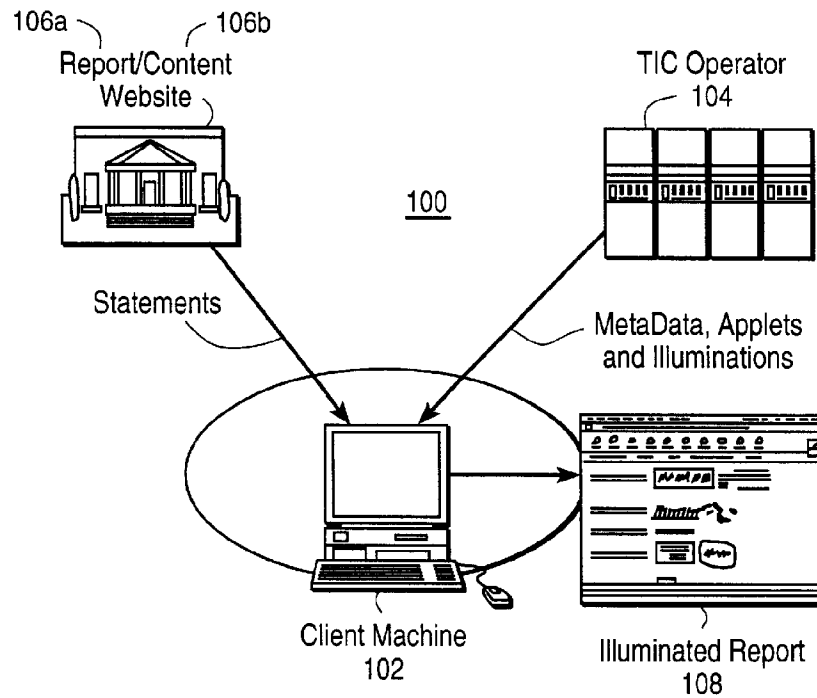 106a 106b
Report/Content
Website
TIC Operator
104
100
Statements
MetaData, Applets
and Illuminations
Client Machine
102
Illuminated Report
108